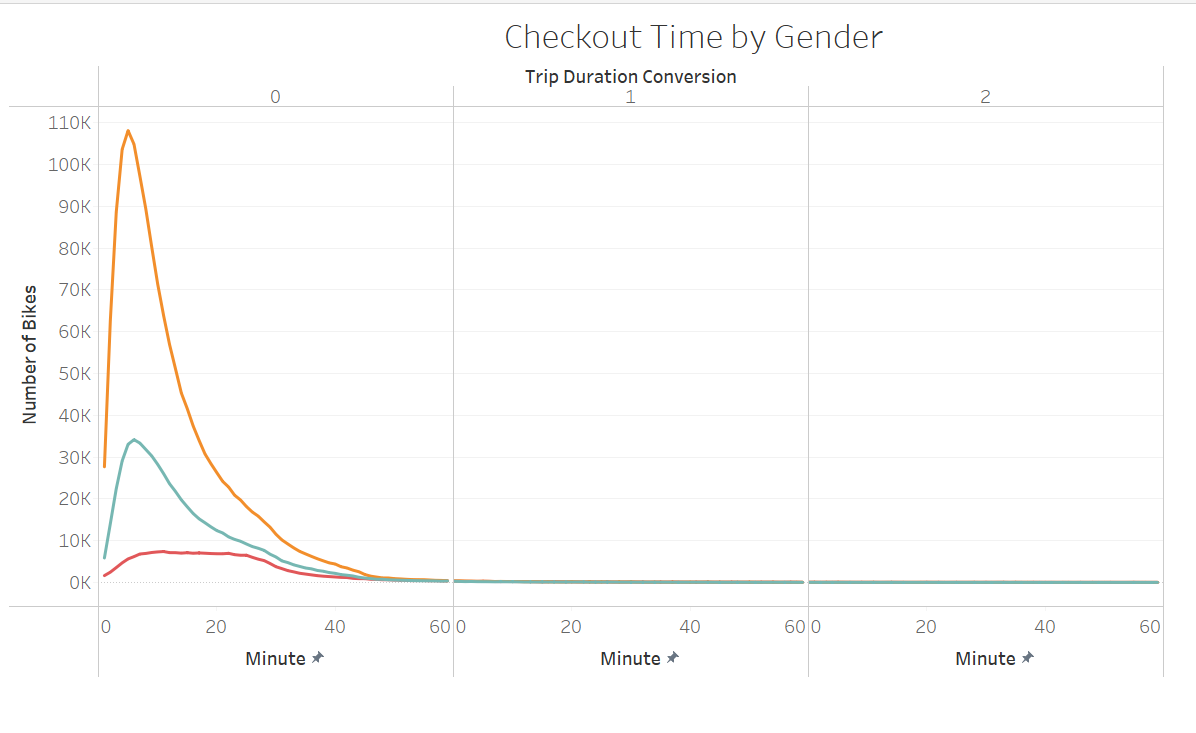 Checkout Time by Gender
Trip Duration Conversion
0 1 2
110K
100K
90K
80K
70K
60K
50K
40K
30K
20K
10K
0K
Number of Bikes
0 20 40 60 0 20 40 60 0 20 40 60
Minute Minute Minute